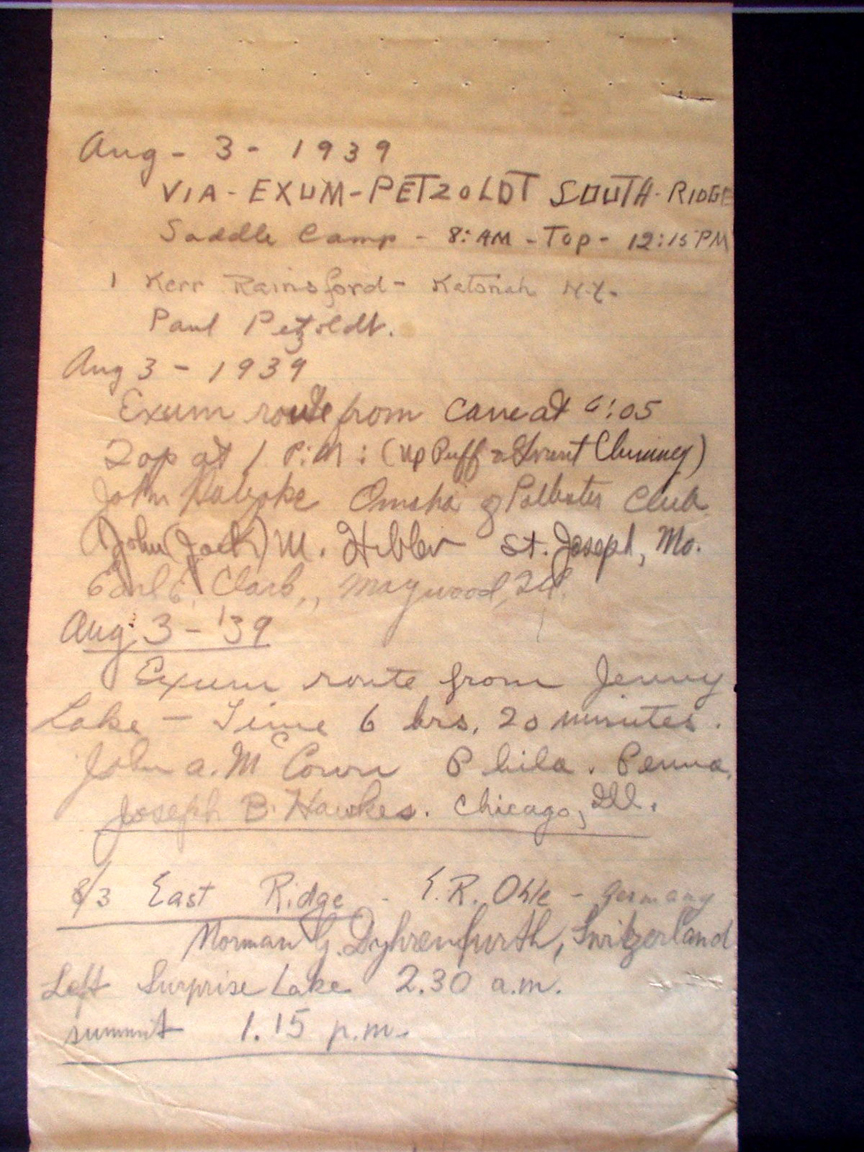 Aug - 3 - 1939
VIA - EXUM - PETZOLDT SOUTH - RIDGE
Saddle Camp - 8: AM - Top - 12:15 PM
1 Kerr Rainsford - Katonah N.Y.
Paul Petzoldt.
Aug 3 - 1939
Exum route from cave at 6:05
Top at 1 P.M: (up Puff & Grunt Chimney)
John Omaha
(John (Jack) M. St. Joseph, Mo.
Earl E. Clark,, Maywood, Ill.
Aug. 3 - '39
Exum route from Jenny
Lake - Time 6 hrs. 20 minutes.
John A. McCown Phila. Penna.
Joseph B. Hawkes. Chicago, Ill.
8/3 East Ridge - E.R. Ohle - Germany
Norman G. Dyhrenfurth, Switzerland
Left Surprise Lake 2.30 a.m.
summit 1.15 p.m.